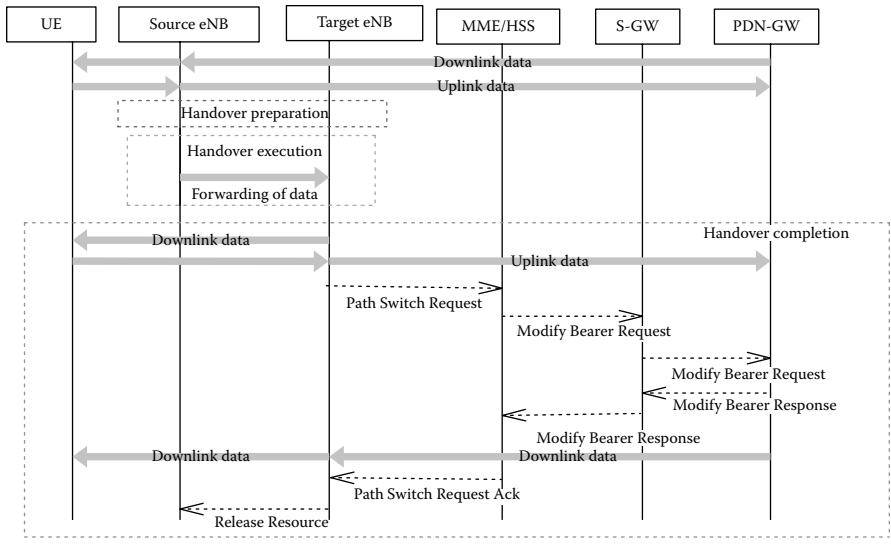 UE
Source eNB
Target eNB
MME/HSS
S-GW
PDN-GW
Downlink data
Uplink data
Handover preparation
Handover execution
Forwarding of data
Handover completion
Downlink data
Uplink data
Path Switch Request
Modify Bearer Request
Modify Bearer Request
Modify Bearer Response
Modify Bearer Response
Downlink data
Downlink data
Path Switch Request Ack
Release Resource